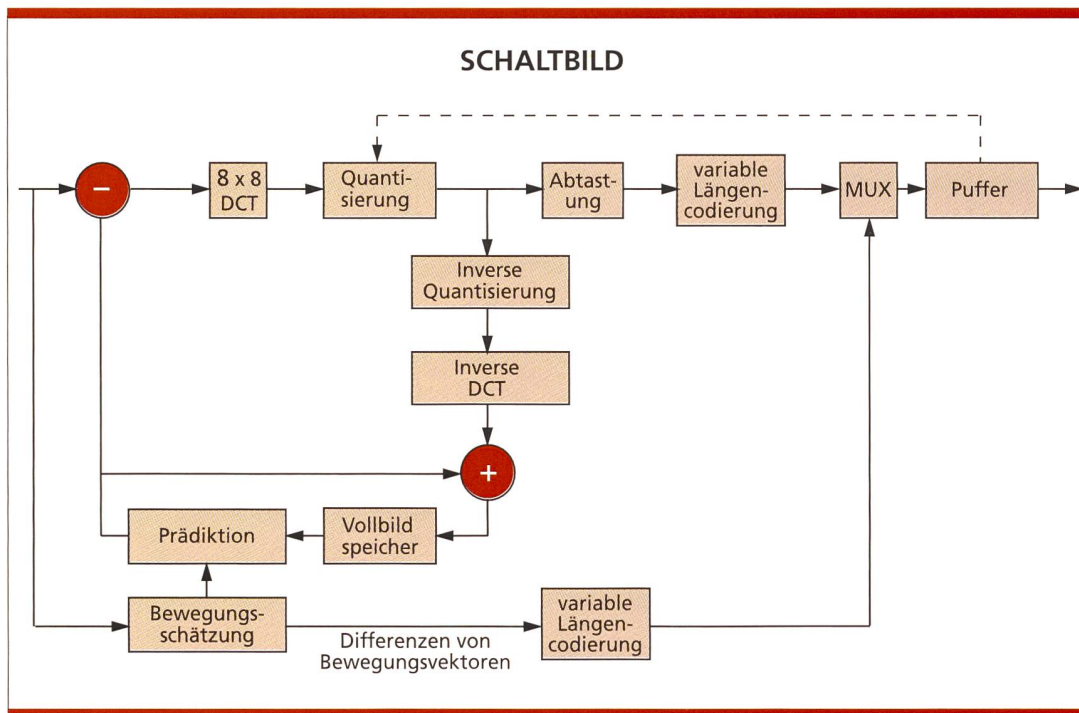 SCHALTBILD
−
8 x 8
DCT
Quanti-
sierung
Abtast-
ung
variable
Längen-
codierung
MUX
Puffer
Inverse
Quantisierung
Inverse
DCT
+
Prädiktion
Vollbild
speicher
Bewegungs-
schätzung
Differenzen von
Bewegungsvektoren
variable
Längen-
codierung